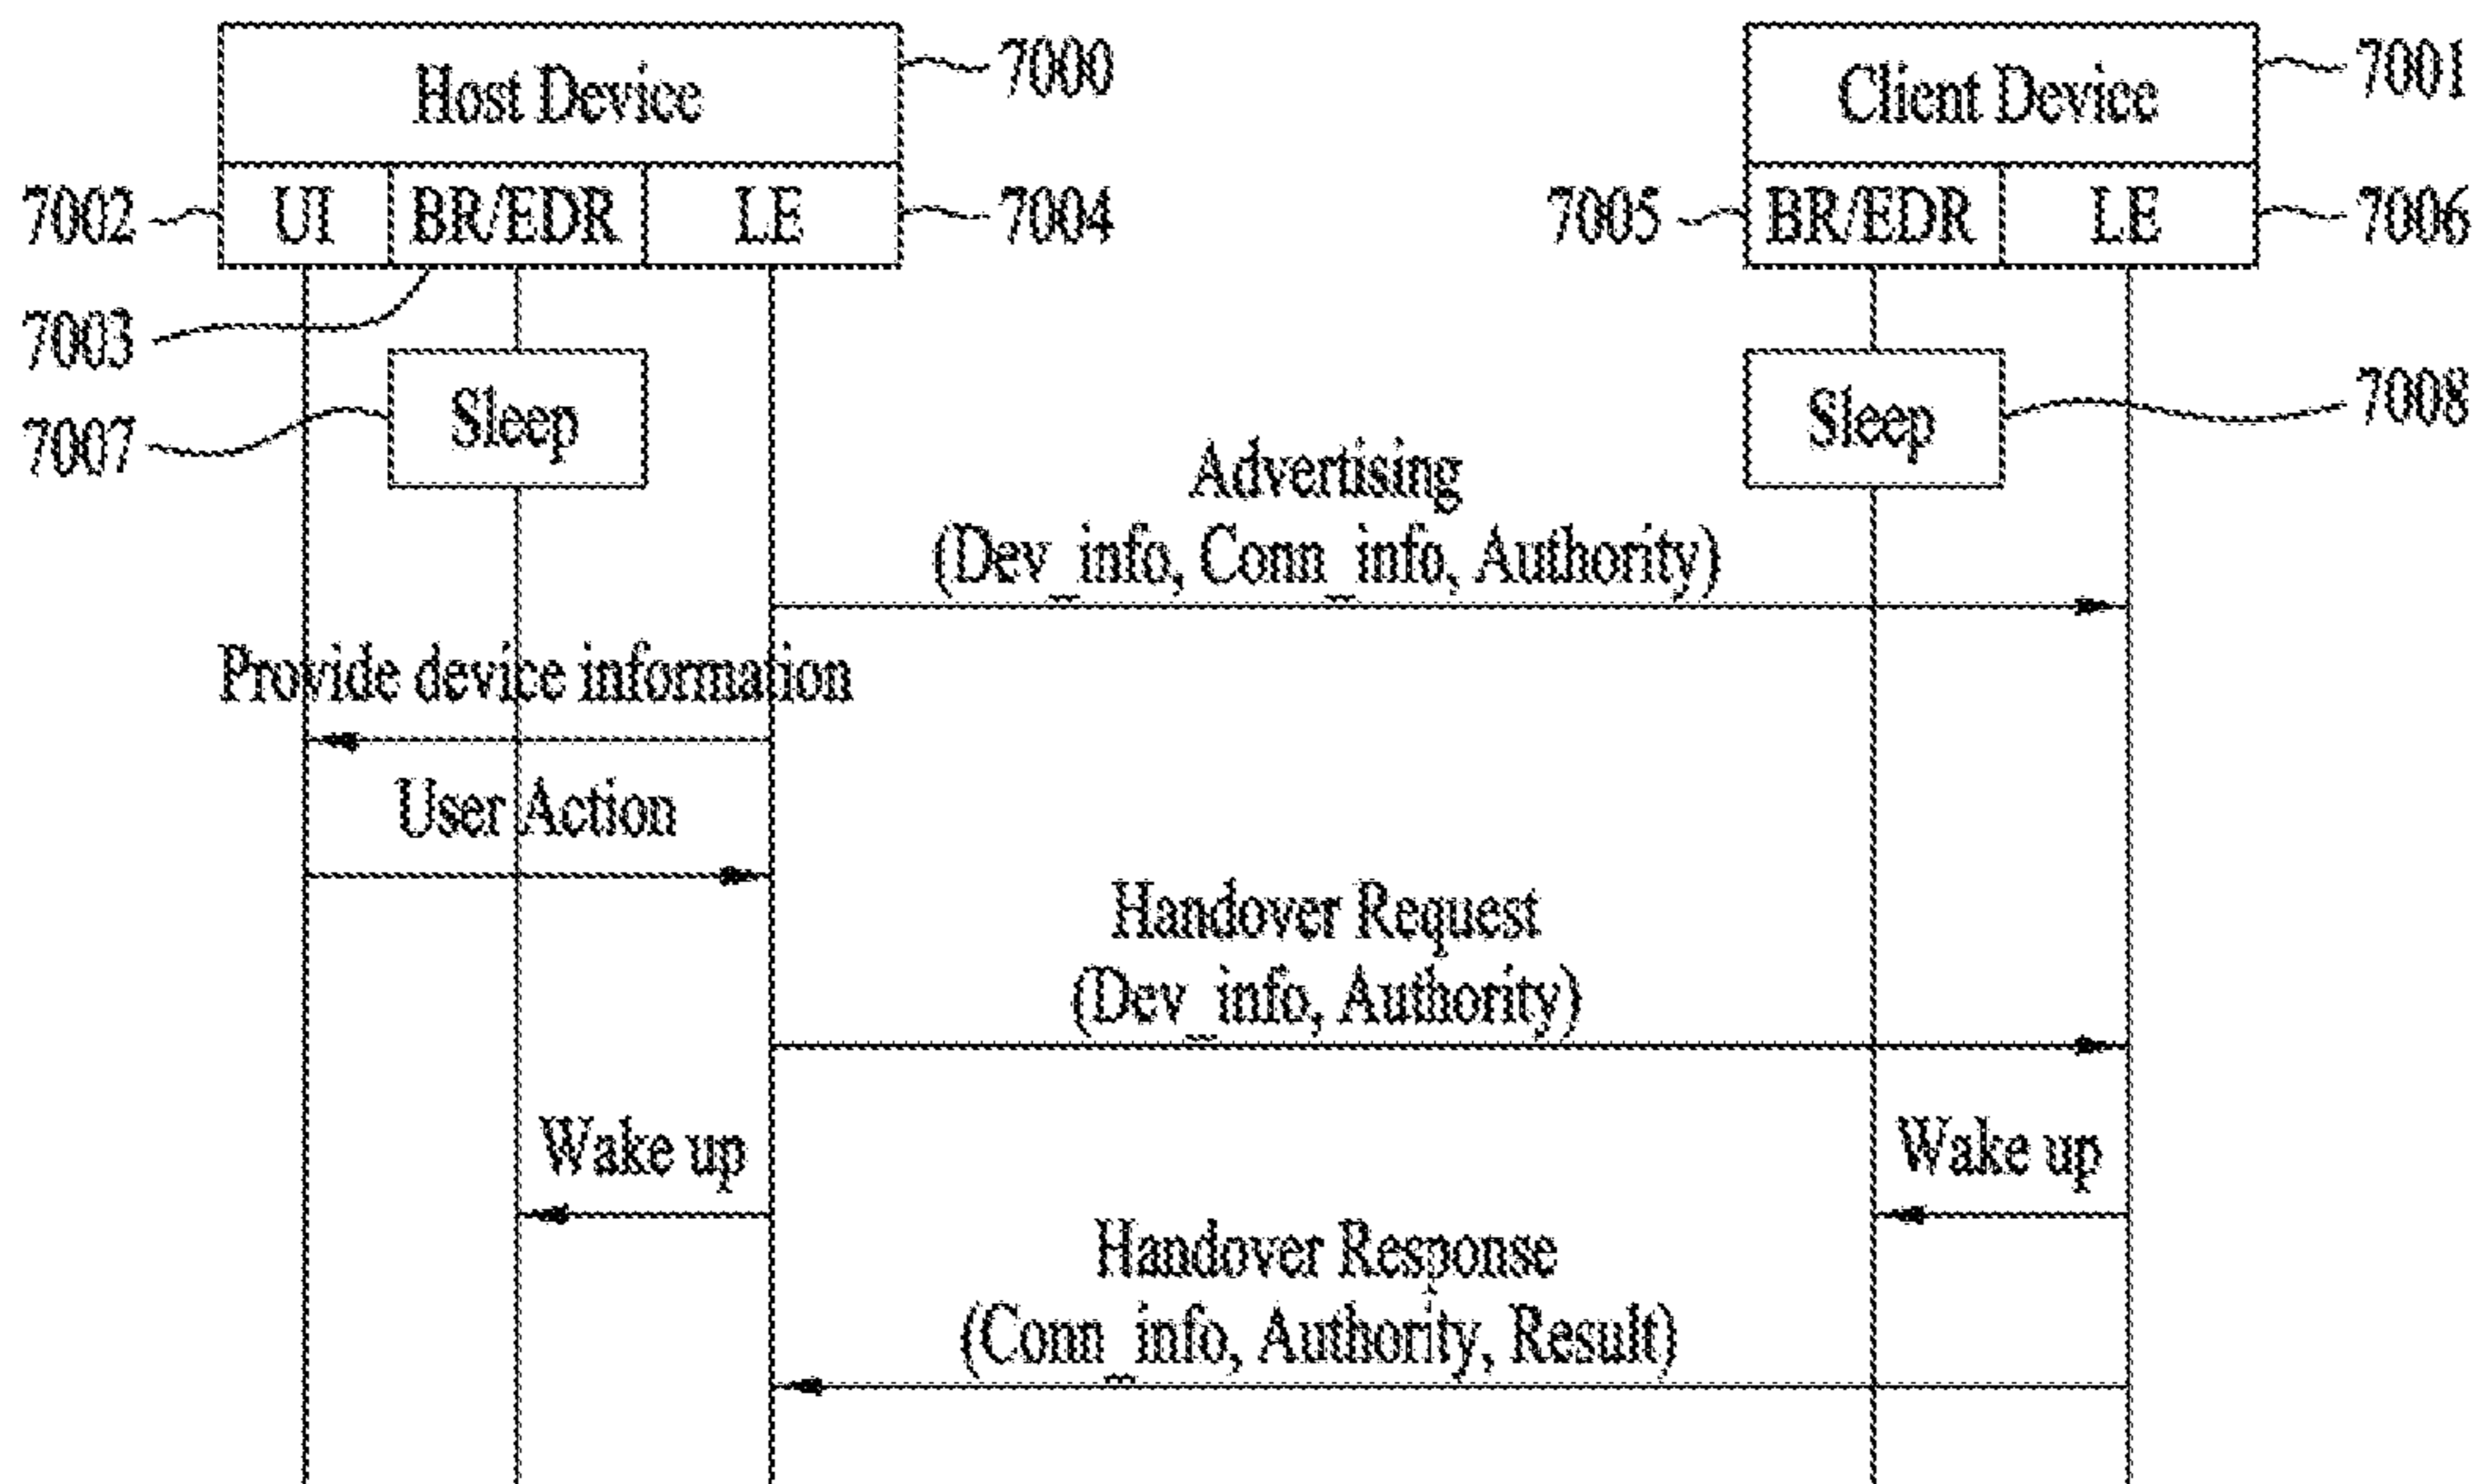 Host Device
7000
Client Device
7001
7002
UI
BR/EDR
LE
7004
7005
BR/EDR
LE
7006
7003
Sleep
7007
Sleep
7008
Advertising
(Dev_info, Conn_info, Authority)
Provide device information
User Action
Handover Request
(Dev_info, Authority)
Wake up
Wake up
Handover Response
(Conn_info, Authority, Result)